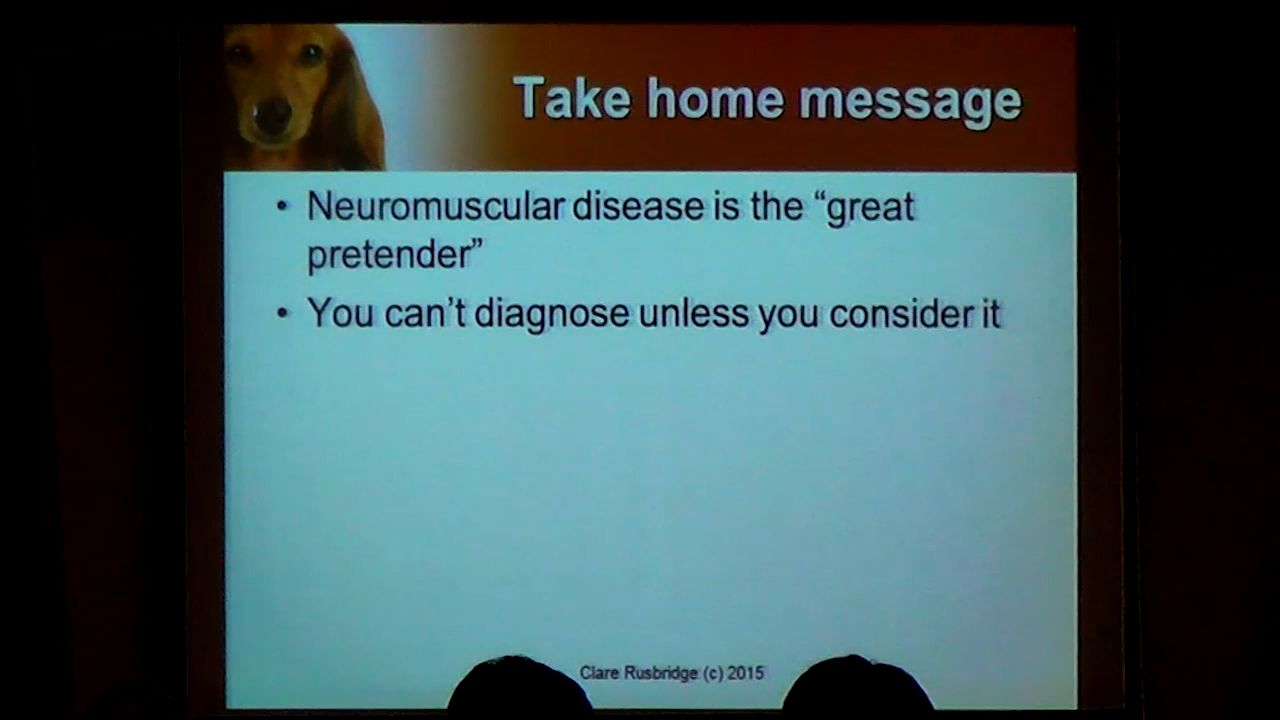 Take home message
• Neuromuscular disease is the “great
pretender”
• You can’t diagnose unless you consider it
Clare Rusbridge (c) 2015